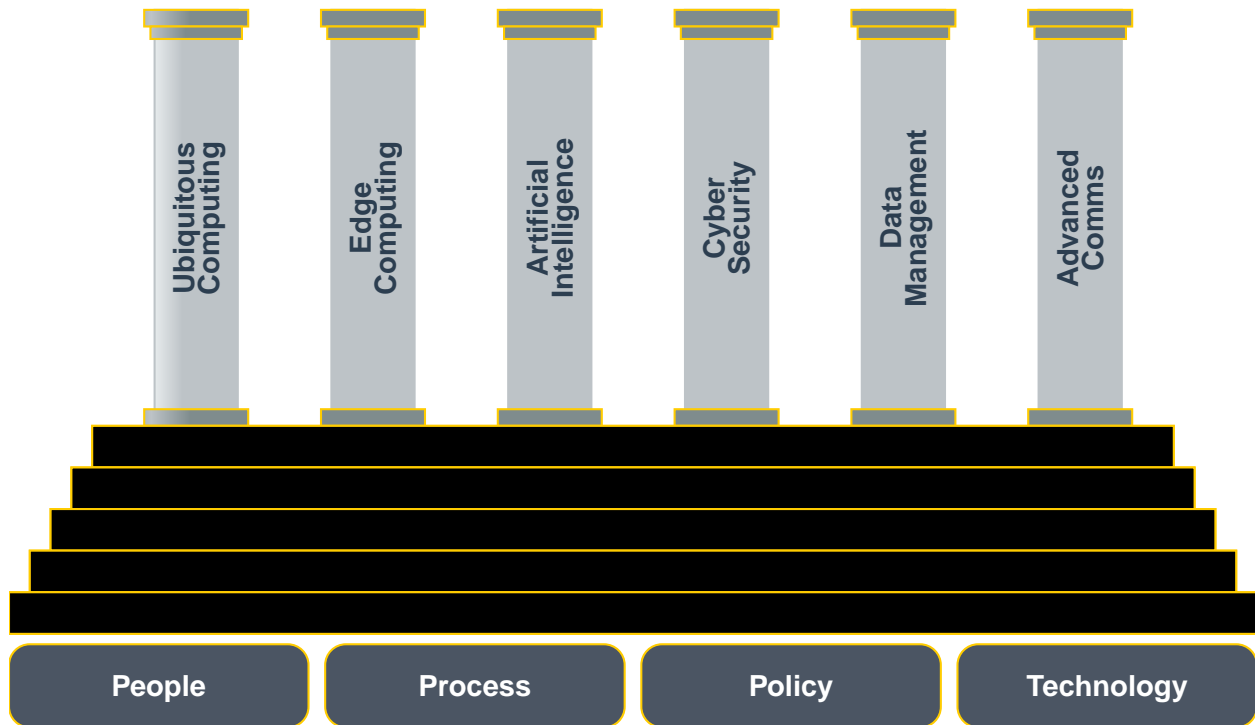 Ubiquitous
Computing
Edge
Computing
Artificial
Intelligence
Cyber
Security
Data
Management
Advanced
Comms
People
Process
Policy
Technology